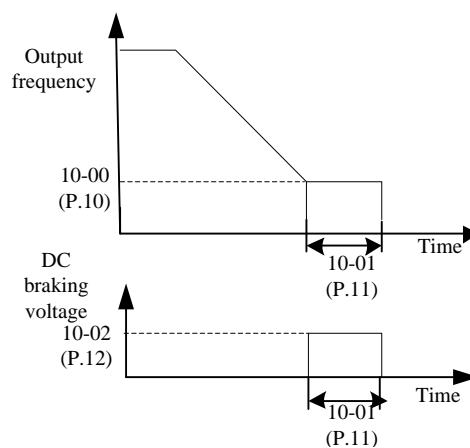 Output
frequency
10-00
(P.10)
Time
10-01
(P.11)
DC
braking
voltage
10-02
(P.12)
Time
10-01
(P.11)